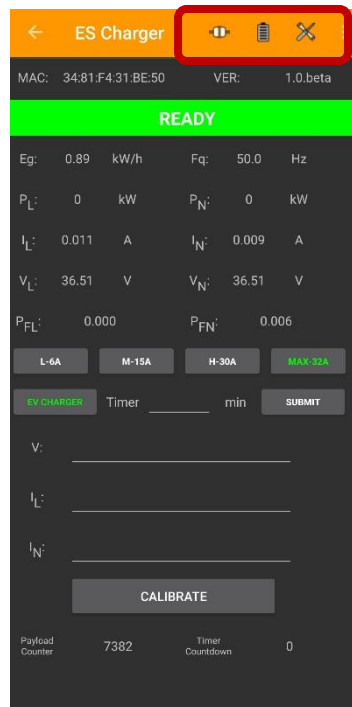 ES Charger
MAC: 34:81:F4:31:BE:50 VER: 1.0.beta
READY
Eg: 0.89 kW/h Fq: 50.0 Hz
PL: 0 kW PN: 0 kW
IL: 0.011 A IN: 0.009 A
VL: 36.51 V VN: 36.51 V
PFL: 0.000 PFN: 0.006
L-6A M-15A H-30A MAX-32A
EV CHARGER Timer min SUBMIT
V:
IL:
IN:
CALIBRATE
Payload Counter 7382 Timer Countdown 0